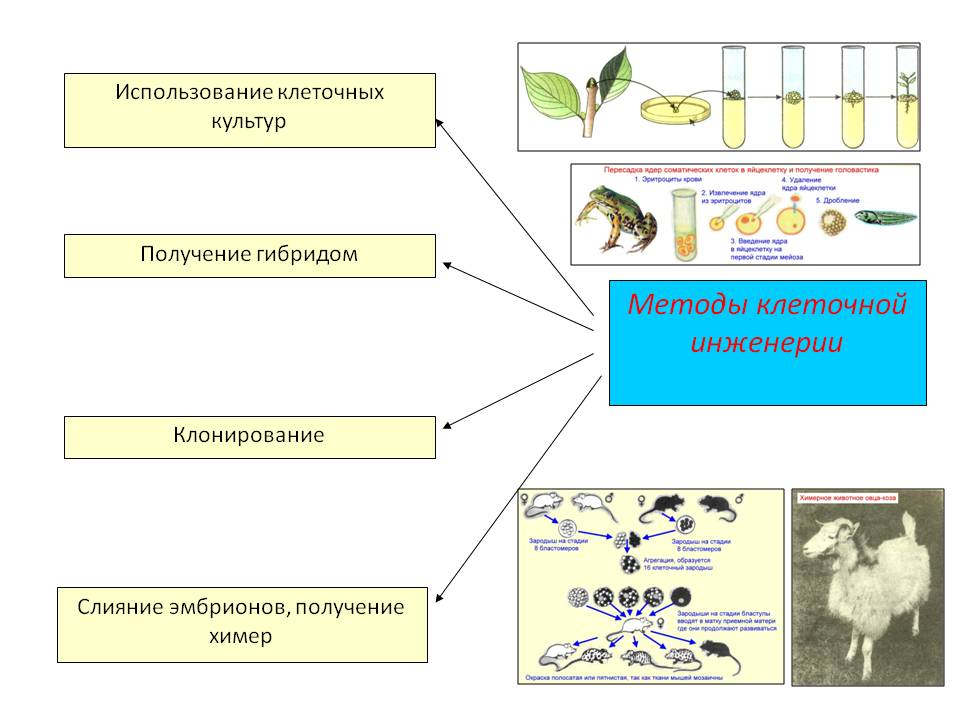 Использование клеточных
культур
Получение гибридом
Клонирование
Слияние эмбрионов, получение
химер
Пересадка ядер соматических клеток в яйцеклетку и получение головастика
1. Эритроциты крови
2. Извлечение ядра
из эритроцитов
3. Введение ядра
в яйцеклетку на
первой стадии мейоза
4. Удаление
ядра яйцеклетки
5. Дробление
Методы клеточной
инженерии
♀ ♂ ♀ ♂
Зародыш на стадии
8 бластомеров
Зародыш на стадии
8 бластомеров
Агрегация, образуется
16 клеточный зародыш
Зародыши на стадии бластулы
вводят в матку приемной матери
где они продолжают развиваться
♀
Окраска полосатая или пятнистая, так как ткани мышей мозаичны
Химерное животное овца-коза